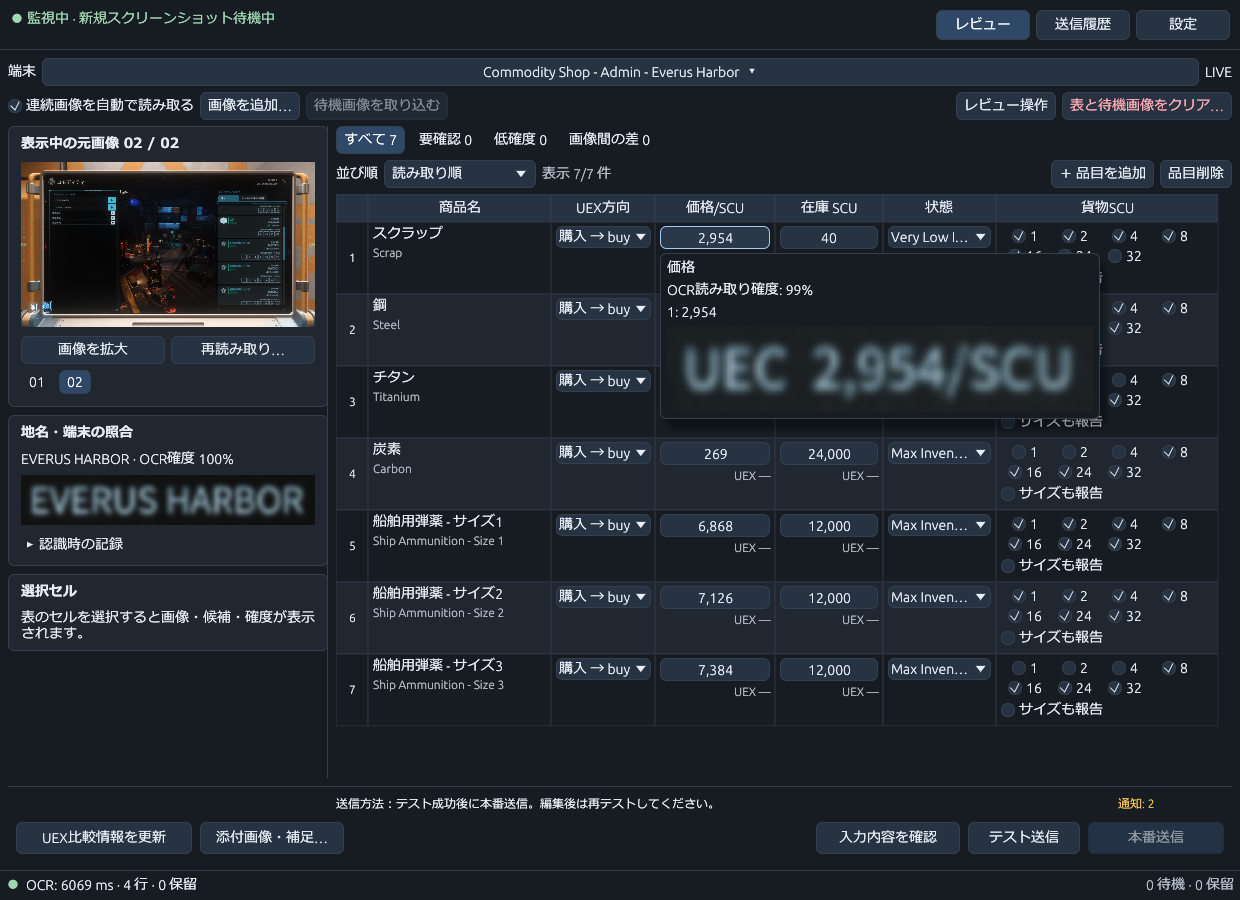 監視中 · 新規スクリーンショット待機中
レビュー
送信履歴
設定
端末
Commodity Shop - Admin - Everus Harbor
LIVE
連続画像を自動で読み取る
画像を追加...
待機画像を取り込む
レビュー操作
表と待機画像をクリア...
表示中の元画像 02 / 02
コモディティ
画像を拡大
再読み取り...
01
02
地名・端末の照合
EVERUS HARBOR · OCR確度 100%
EVERUS HARBOR
認識時の記録
選択セル
表のセルを選択すると画像・候補・確度が表示
されます。
すべて 7
要確認 0
低確度 0
画像間の差 0
並び順
読み取り順
表示 7/7 件
+ 品目を追加
品目削除
商品名
UEX方向
価格/SCU
在庫 SCU
状態
貨物SCU
1
スクラップ
Scrap
購入 → buy
2,954
40
Very Low I...
1 2 4 8
32
価格
OCR読み取り確度: 99%
1: 2,954
UEC 2,954/SCU
2
鋼
Steel
購入 → buy
4 8
32
3
チタン
Titanium
購入 → buy
4 8
32
サイズも報告
4
炭素
Carbon
購入 → buy
269
UEX —
24,000
UEX —
Max Inven...
1 2 4 8
16 24 32
サイズも報告
5
船舶用弾薬 - サイズ1
Ship Ammunition - Size 1
購入 → buy
6,868
UEX —
12,000
UEX —
Max Inven...
1 2 4 8
16 24 32
サイズも報告
6
船舶用弾薬 - サイズ2
Ship Ammunition - Size 2
購入 → buy
7,126
UEX —
12,000
UEX —
Max Inven...
1 2 4 8
16 24 32
サイズも報告
7
船舶用弾薬 - サイズ3
Ship Ammunition - Size 3
購入 → buy
7,384
UEX —
12,000
UEX —
Max Inven...
1 2 4 8
16 24 32
サイズも報告
送信方法：テスト成功後に本番送信。編集後は再テストしてください。
通知: 2
UEX比較情報を更新
添付画像・補足...
入力内容を確認
テスト送信
本番送信
OCR: 6069 ms · 4 行 · 0 保留
0 待機 · 0 保留